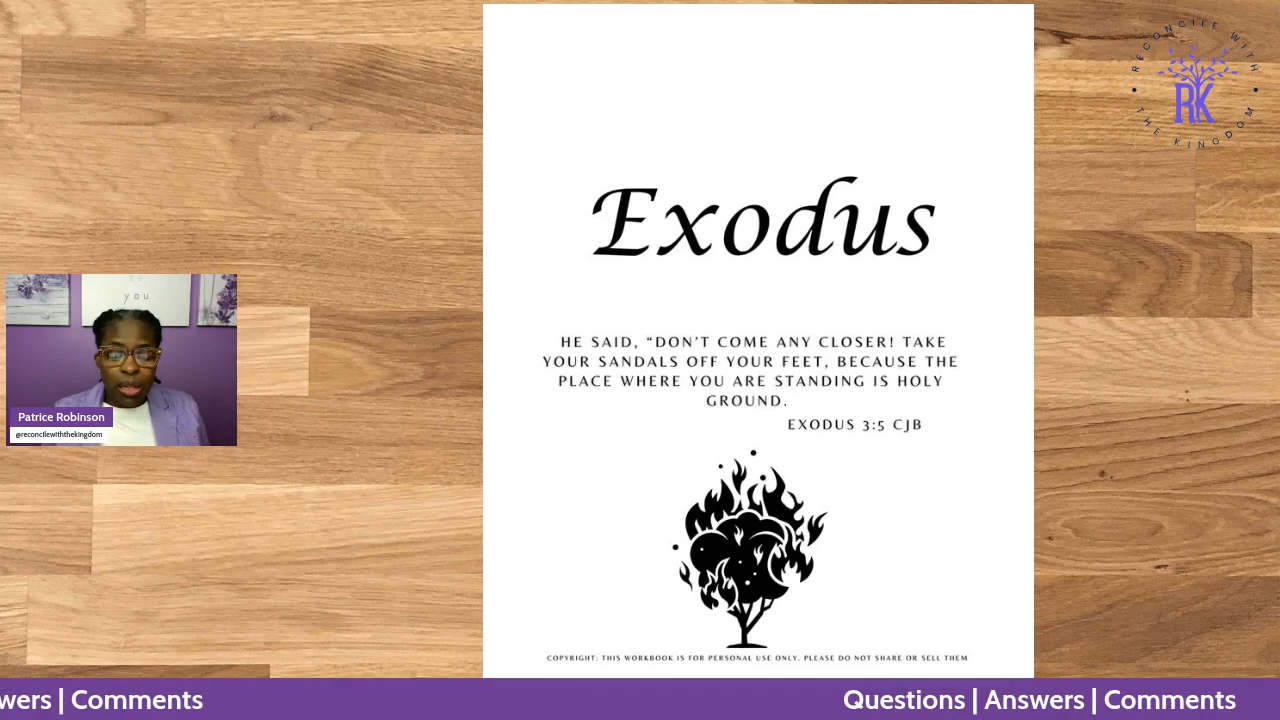 RECONCILE WITH
RK
THE KINGDOM
Exodus
HE SAID, “DON’T COME ANY CLOSER! TAKE
YOUR SANDALS OFF YOUR FEET, BECAUSE THE
PLACE WHERE YOU ARE STANDING IS HOLY
GROUND.
EXODUS 3:5 CJB
COPYRIGHT: THIS WORKBOOK IS FOR PERSONAL USE ONLY. PLEASE DO NOT SHARE OR SELL THEM
you
Patrice Robinson
@reconcilewiththekingdom
wers | Comments
Questions | Answers | Comments